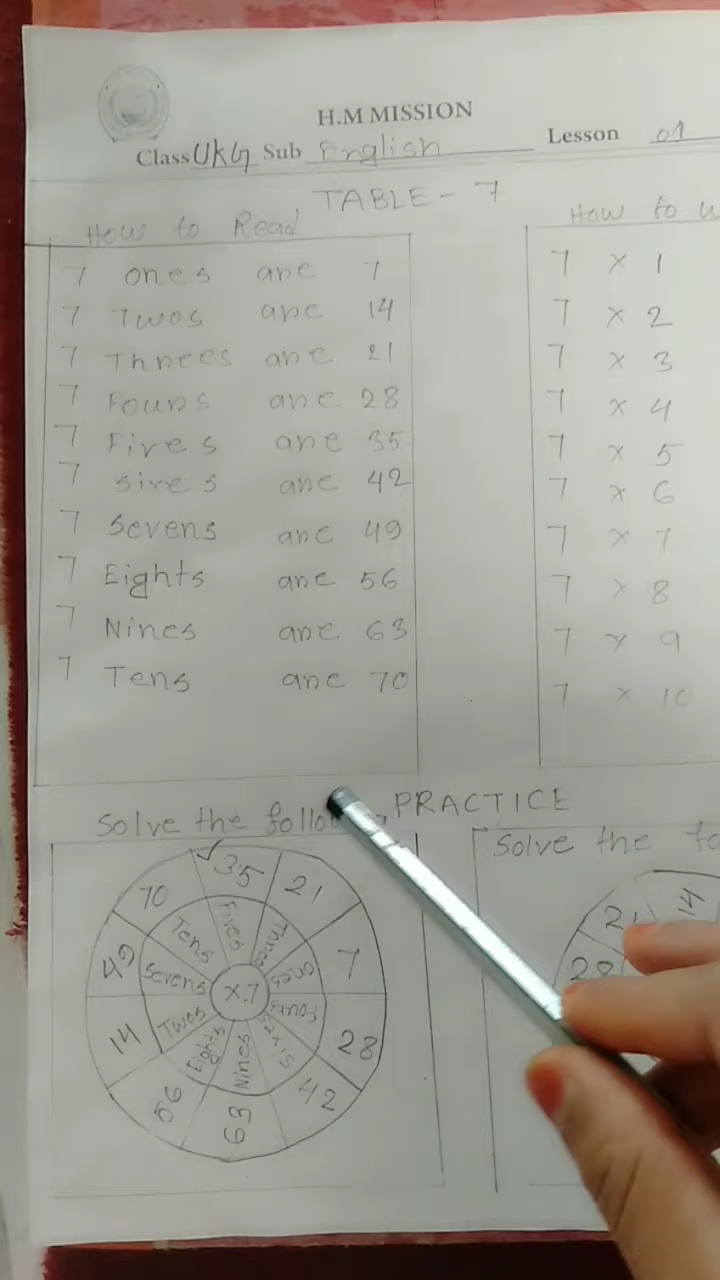 H.M MISSION
Class UKG Sub English Lesson 01
TABLE - 7
How to Read
7 ones are 7
7 Twos are 14
7 Threes are 21
7 Fours are 28
7 Fives are 35
7 sixes are 42
7 Sevens are 49
7 Eights are 56
7 Nines are 63
7 Tens are 70
How to
7 x 1
7 x 2
7 x 3
7 x 4
7 x 5
7 x 6
7 x 7
7 x 8
7 x 9
7 x 10
PRACTICE
Solve the
35
21
7
28
42
63
56
14
49
70
Fives
Ones
Fours
Nines
Eights
Twos
Sevens
Tens
x 7
Solve the
14
28